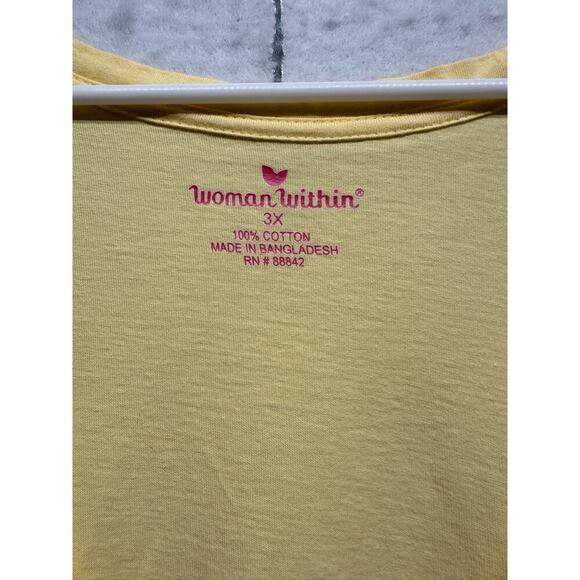 woman within®
3X
100% COTTON
MADE IN BANGLADESH
RN # 88842